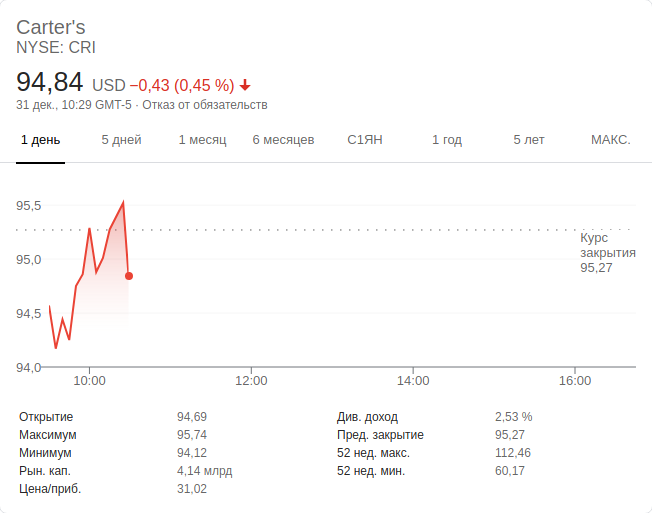 Carter's
NYSE: CRI
94,84 USD −0,43 (0,45 %)
31 дек., 10:29 GMT-5 · Отказ от обязательств
1 день 5 дней 1 месяц 6 месяцев С1ЯН 1 год 5 лет МАКС.
95,5
95,0
94,5
94,0
Курс
закрытия
95,27
10:00 12:00 14:00 16:00
Открытие 94,69 Див. доход 2,53 %
Максимум 95,74 Пред. закрытие 95,27
Минимум 94,12 52 нед. макс. 112,46
Рын. кап. 4,14 млрд 52 нед. мин. 60,17
Цена/приб. 31,02